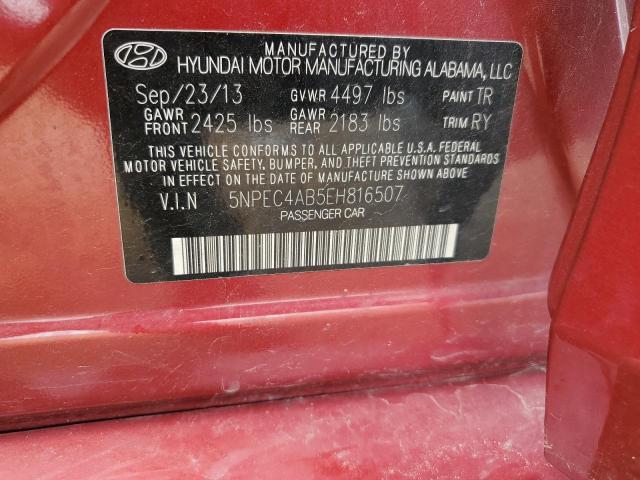 MANUFACTURED BY
HYUNDAI MOTOR MANUFACTURING ALABAMA, LLC
Sep/23/13 GVWR 4497 lbs PAINT TR
GAWR FRONT 2425 lbs GAWR REAR 2183 lbs TRIM RY
THIS VEHICLE CONFORMS TO ALL APPLICABLE U.S.A. FEDERAL
MOTOR VEHICLE SAFETY, BUMPER, AND THEFT PREVENTION STANDARDS
IN EFFECT ON THE DATE OF MANUFACTURE SHOWN ABOVE.
V.I.N 5NPEC4AB5EH816507
PASSENGER CAR